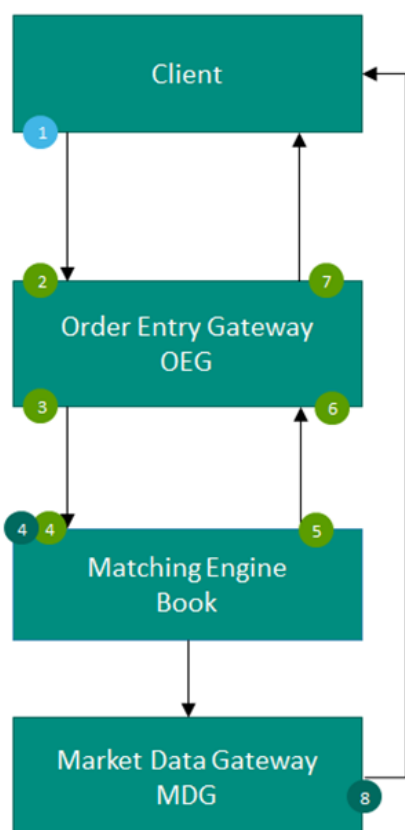 Client
1
2
7
Order Entry Gateway
OEG
3
6
4
4
5
Matching Engine
Book
Market Data Gateway
MDG
8